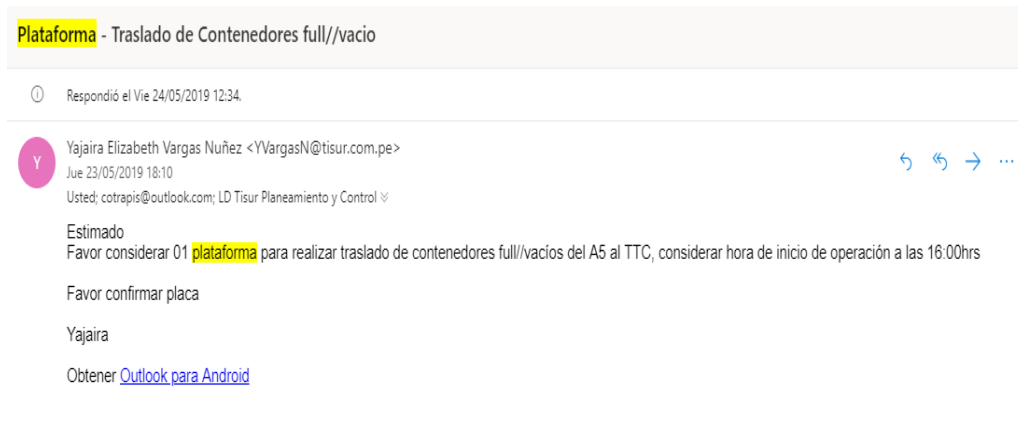 Plataforma - Traslado de Contenedores full//vacio
Respondió el Vie 24/05/2019 12:34.
Y
Yajaira Elizabeth Vargas Nuñez <YVargasN@tisur.com.pe>
Jue 23/05/2019 18:10
Usted; cotrapis@outlook.com; LD Tisur Planeamiento y Control
Estimado
Favor considerar 01 plataforma para realizar traslado de contenedores full//vacíos del A5 al TTC, considerar hora de inicio de operación a las 16:00hrs
Favor confirmar placa
Yajaira
Obtener Outlook para Android